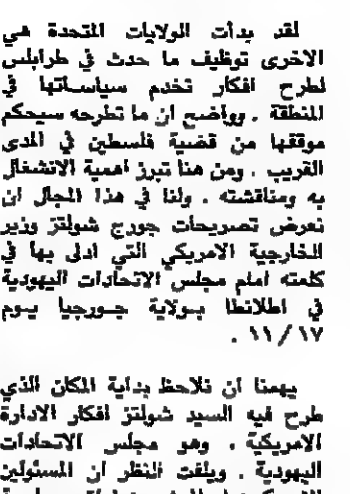 لقد بدأت الولايات المتحدة هي
الاخرى توظيف ما حدث في طرابلس
لطرح افكار تخدم سياساتها في
المنطقة . وواضح ان ما تطرحه سيحكم
موقفها من قضية فلسطين في المدى
القريب . ومن هنا تبرز اهمية الانشغال
به ومناقشته . ولنا في هذا المجال ان
نعرض تصريحات جورج شولتز وزير
الخارجية الامريكي التي ادلى بها في
كلمته امام مجلس الاتحادات اليهودية
في اطلانطا بولاية جورجيا يوم
١٧ / ١١ .
يهمنا ان نلاحظ بداية المكان الذي
طرح فيه السيد شولتز افكار الادارة
الامريكية . وهو مجلس الاتحادات
اليهودية . ويلفت النظر ان المسئولين